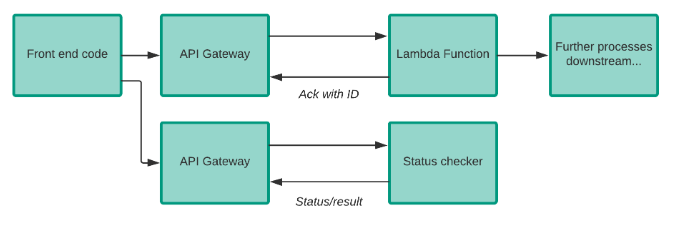 Front end code
API Gateway
Lambda Function
Further processes
downstream...
Ack with ID
API Gateway
Status checker
Status/result